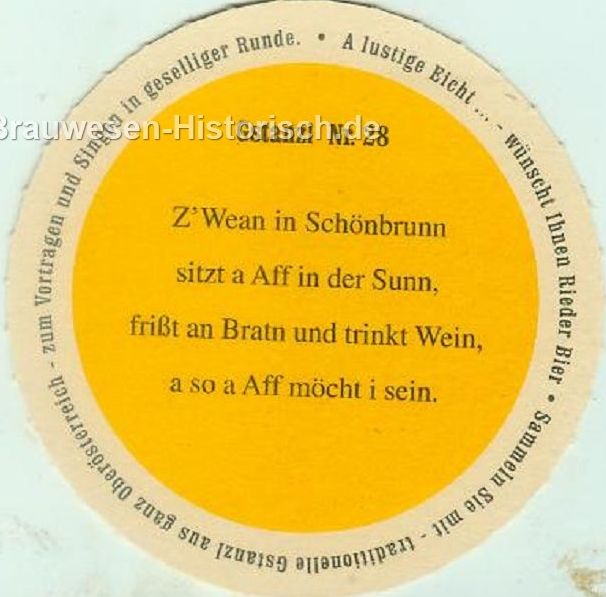 A lustige Eicht ... - wünscht Ihnen Rieder Bier • Sammeln Sie mit - traditionelle Gstanzl aus ganz Oberösterreich - zum Vortragen und Singen in geselliger Runde. •
Brauwesen-Historisch.de
Gstanzl Nr. 28
Z'Wean in Schönbrunn
sitzt a Aff in der Sunn,
frißt an Bratn und trinkt Wein,
a so a Aff möcht i sein.